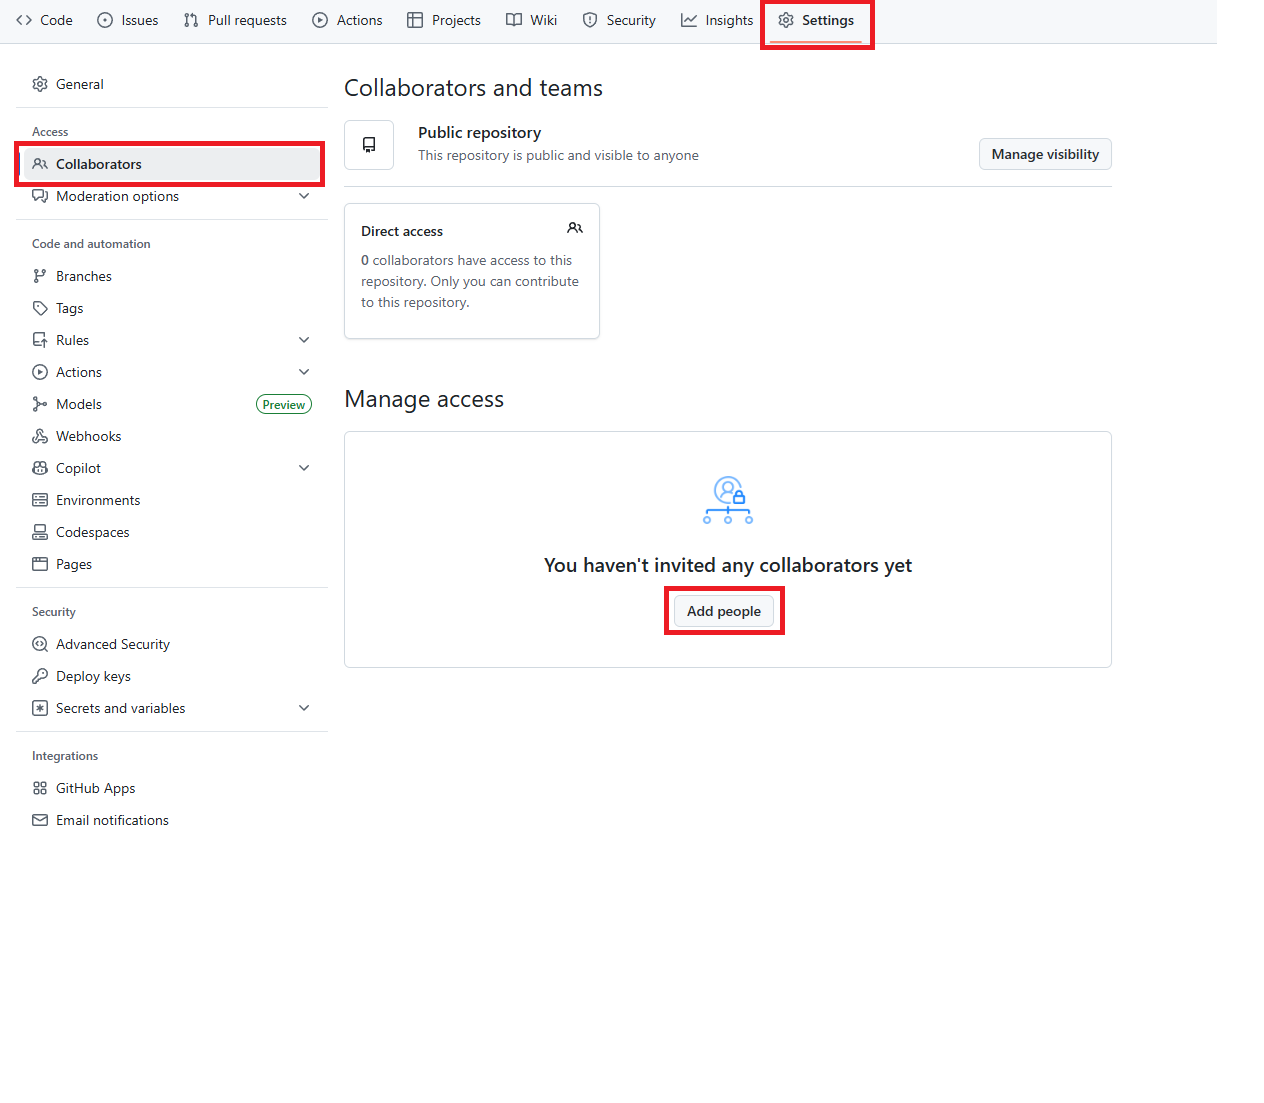 Code
Issues
Pull requests
Actions
Projects
Wiki
Security
Insights
Settings
General
Access
Collaborators
Moderation options
Code and automation
Branches
Tags
Rules
Actions
Models
Preview
Webhooks
Copilot
Environments
Codespaces
Pages
Security
Advanced Security
Deploy keys
Secrets and variables
Integrations
GitHub Apps
Email notifications
Collaborators and teams
Public repository
This repository is public and visible to anyone
Manage visibility
Direct access
0 collaborators have access to this
repository. Only you can contribute
to this repository.
Manage access
You haven't invited any collaborators yet
Add people